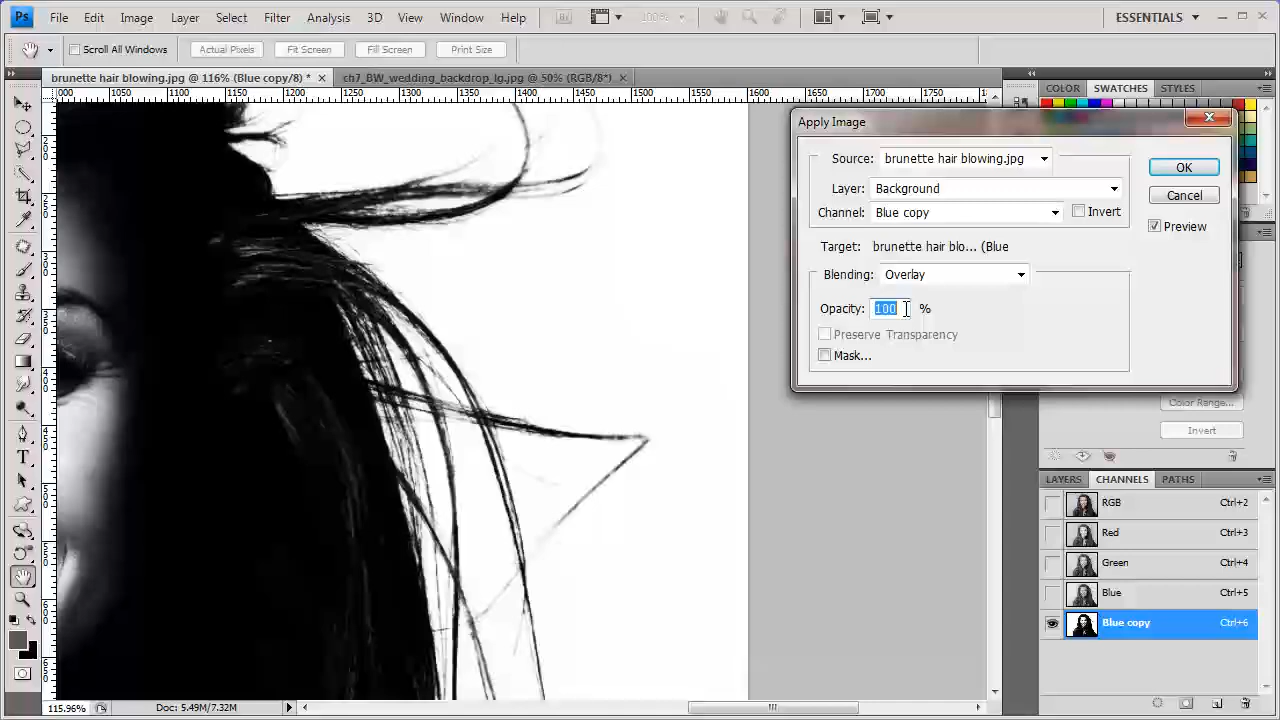 Ps File Edit Image Layer Select Filter Analysis 3D View Window Help Br 100% ESSENTIALS
Scroll All Windows Actual Pixels Fit Screen Fill Screen Print Size
brunette hair blowing.jpg @ 116% (Blue copy/8) * ch7_BW_wedding_backdrop_lg.jpg @ 50% (RGB/8*)
COLOR SWATCHES STYLES
000 1050 1100 1150 1200 1250 1300 1350 1400 1450 1500 1550 1600 1650 1700 1750
Apply Image
Source: brunette hair blowing.jpg
OK
Layer: Background
Cancel
Channel: Blue copy Invert
Preview
Target: brunette hair blo... (Blue
Blending: Overlay
Opacity: 100 %
Preserve Transparency
Mask...
Color Range...
Invert
LAYERS CHANNELS PATHS
RGB Ctrl+2
Red Ctrl+3
Green Ctrl+4
Blue Ctrl+5
Blue copy Ctrl+6
115.96% Doc: 5.49M/7.32M